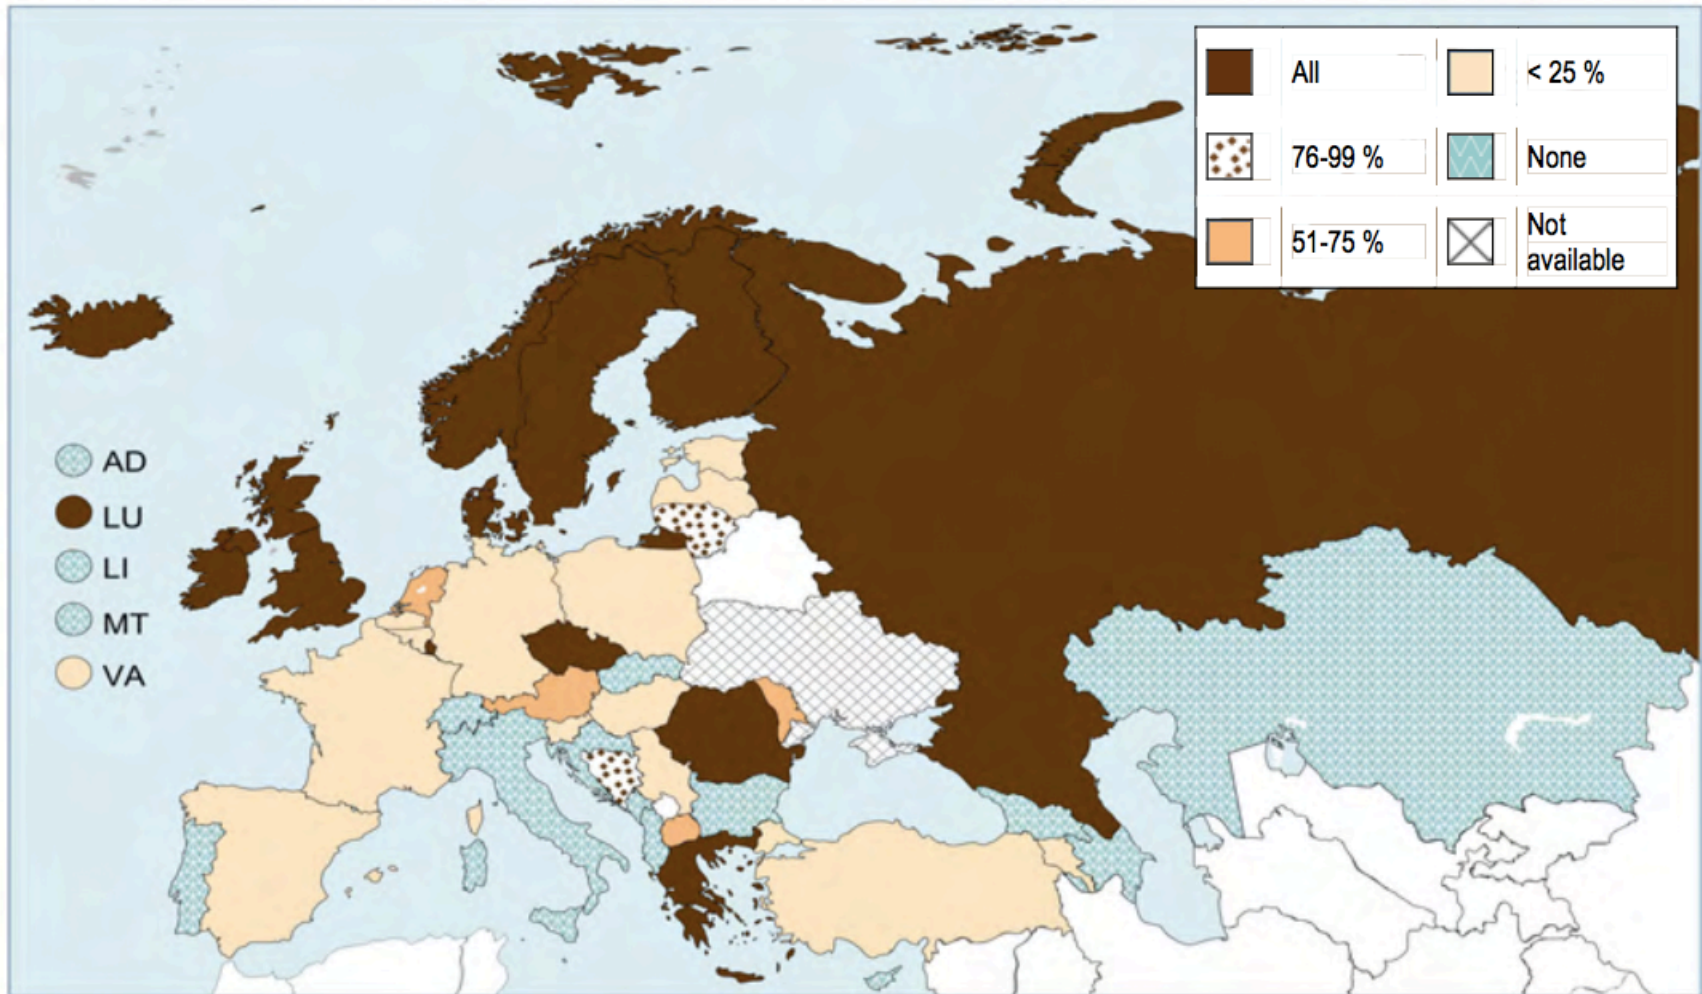 All
< 25 %
76-99 %
None
51-75 %
Not
available
AD
LU
LI
MT
VA